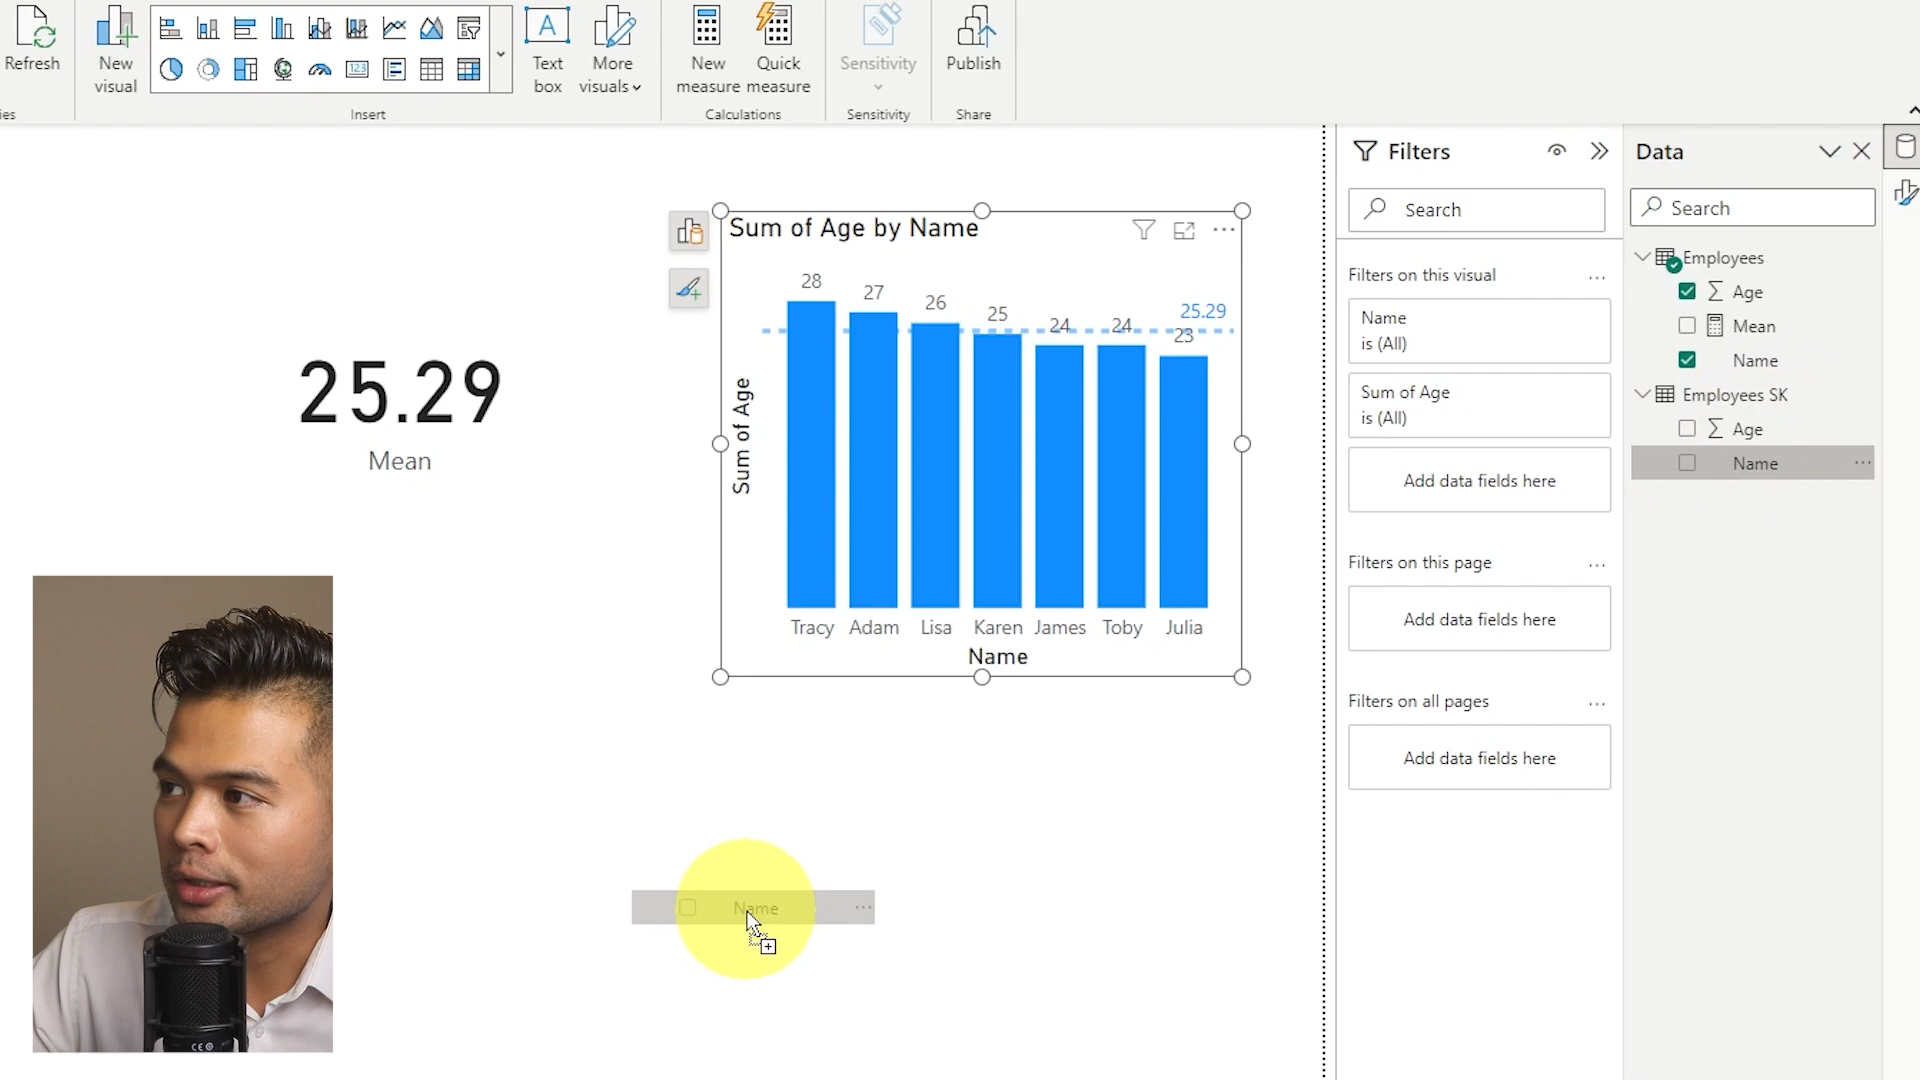 Refresh
New
visual
A
123
Text
box
More
visuals
New
measure
Quick
measure
Sensitivity
Publish
ies
Insert
Calculations
Sensitivity
Share
25.29
Mean
Sum of Age by Name
28
27
26
25
24
24
23
25.29
Sum of Age
Tracy
Adam
Lisa
Karen
James
Toby
Julia
Name
Name
CE
Filters
Search
Filters on this visual
Name
is (All)
Sum of Age
is (All)
Add data fields here
Filters on this page
Add data fields here
Filters on all pages
Add data fields here
Data
Search
Employees
Age
Mean
Name
Employees SK
Age
Name